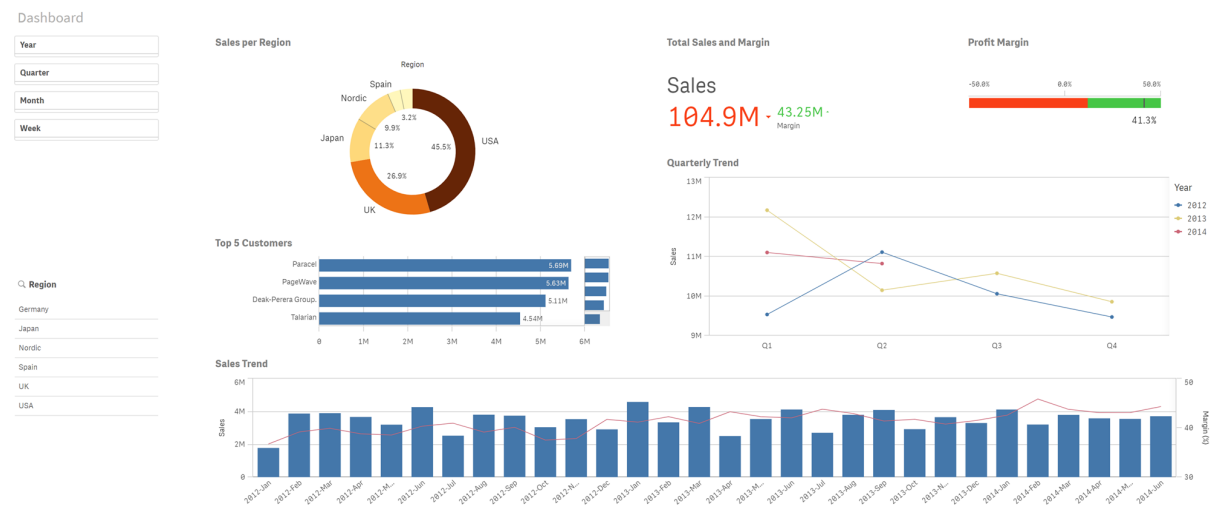 Dashboard
Year
Quarter
Month
Week
Region
Germany
Japan
Nordic
Spain
UK
USA
Sales per Region
Region
Spain
Nordic
Japan
UK
USA
3.2%
9.9%
11.3%
26.9%
45.5%
Top 5 Customers
Paracel
5.69M
PageWave
5.63M
Deak-Perera Group.
5.11M
Talarian
4.54M
0 1M 2M 3M 4M 5M 6M
Total Sales and Margin
Sales
104.9M
43.25M
Margin
Profit Margin
-50.0% 0.0% 50.0%
41.3%
Quarterly Trend
13M
12M
11M
10M
9M
Sales
Q1 Q2 Q3 Q4
Year
2012
2013
2014
Sales Trend
6M
4M
2M
0
Sales
50
40
30
Margin (%)
2012-Jan 2012-Feb 2012-Mar 2012-Apr 2012-M... 2012-Jun 2012-Jul 2012-Aug 2012-Sep 2012-Oct 2012-N... 2012-Dec 2013-Jan 2013-Feb 2013-Mar 2013-Apr 2013-M... 2013-Jun 2013-Jul 2013-Aug 2013-Sep 2013-Oct 2013-N... 2013-Dec 2014-Jan 2014-Feb 2014-Mar 2014-Apr 2014-M... 2014-Jun